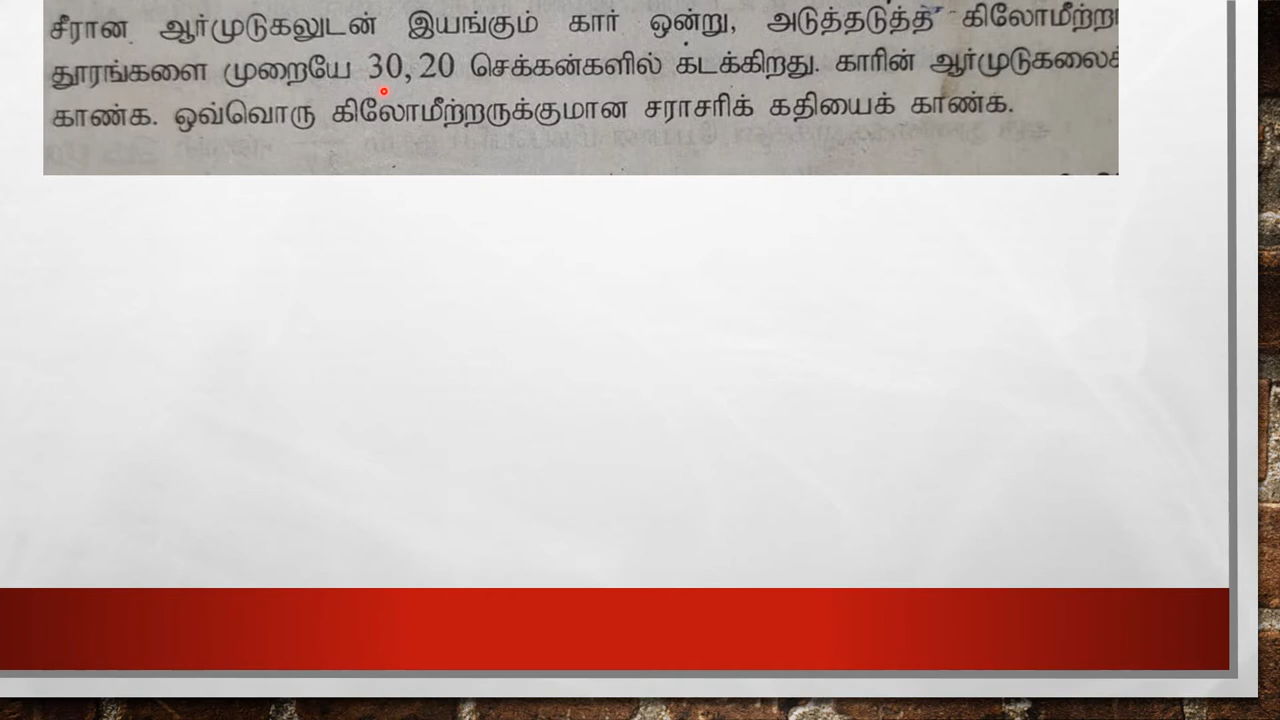 சீரான ஆர்முடுகலுடன் இயங்கும் கார் ஒன்று, அடுத்தடுத்த கிலோமீற்றர
தூரங்களை முறையே 30, 20 செக்கன்களில் கடக்கிறது. காரின் ஆர்முடுகலைக்
காண்க. ஒவ்வொரு கிலோமீற்றருக்குமான சராசரிக் கதியைக் காண்க.